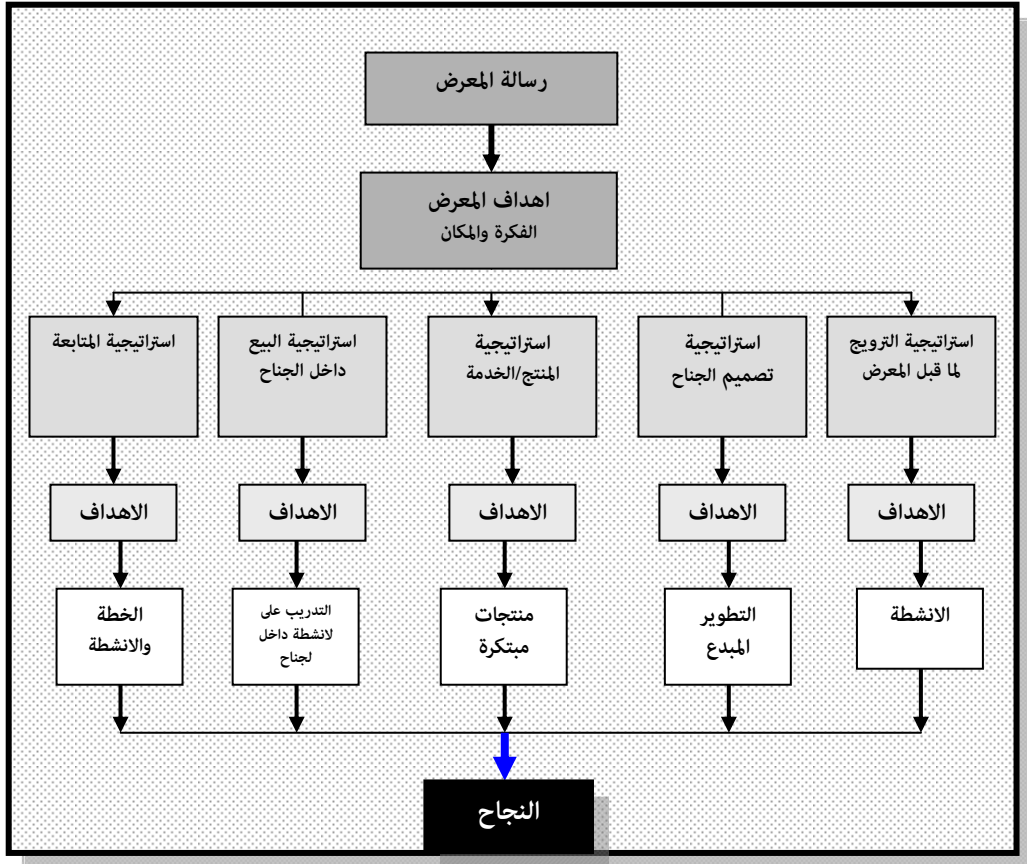 رسالة المعرض
اهداف المعرض
الفكرة والمكان
استراتيجية الترويج
لما قبل المعرض
استراتيجية
تصميم الجناح
استراتيجية
المنتج/الخدمة
استراتيجية البيع
داخل الجناح
استراتيجية المتابعة
الاهداف
الاهداف
الاهداف
الاهداف
الاهداف
الانشطة
التطوير
المبدع
منتجات
مبتكرة
التدريب على
لانشطة داخل
لجناح
الخطة
والانشطة
النجاح